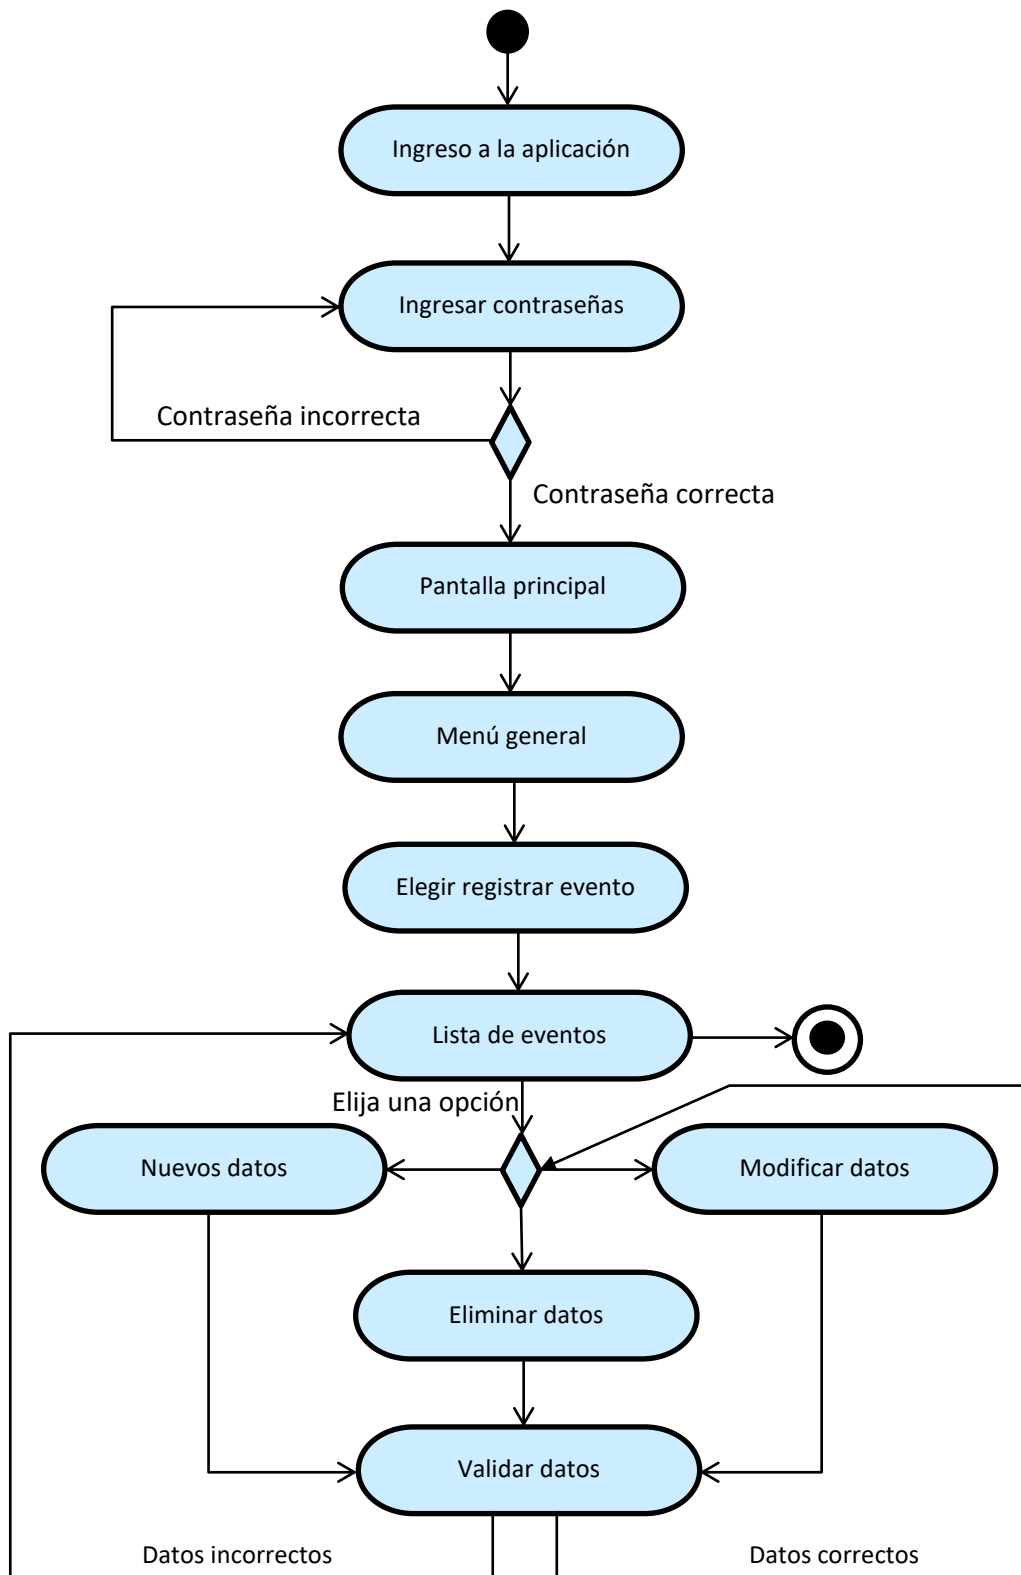 Ingreso a la aplicación
Ingresar contraseñas
Contraseña incorrecta
Contraseña correcta
Pantalla principal
Menú general
Elegir registrar evento
Lista de eventos
Elija una opción
Nuevos datos
Modificar datos
Eliminar datos
Validar datos
Datos incorrectos
Datos correctos